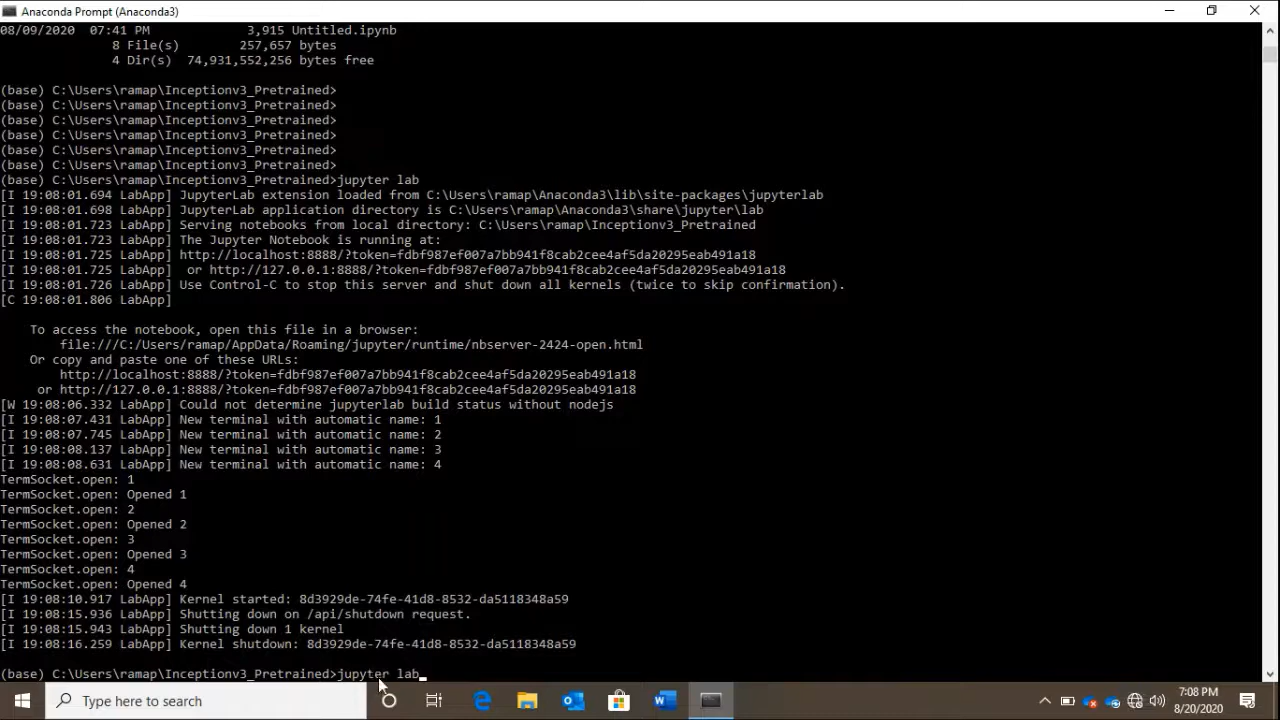 Anaconda Prompt (Anaconda3)
08/09/2020  07:41 PM             3,915 Untitled.ipynb
               8 File(s)        257,657 bytes
               4 Dir(s)  74,931,552,256 bytes free
(base) C:\Users\ramap\Inceptionv3_Pretrained>
(base) C:\Users\ramap\Inceptionv3_Pretrained>
(base) C:\Users\ramap\Inceptionv3_Pretrained>
(base) C:\Users\ramap\Inceptionv3_Pretrained>
(base) C:\Users\ramap\Inceptionv3_Pretrained>
(base) C:\Users\ramap\Inceptionv3_Pretrained>
(base) C:\Users\ramap\Inceptionv3_Pretrained>jupyter lab
[I 19:08:01.694 LabApp] JupyterLab extension loaded from C:\Users\ramap\Anaconda3\lib\site-packages\jupyterlab
[I 19:08:01.698 LabApp] JupyterLab application directory is C:\Users\ramap\Anaconda3\share\jupyter\lab
[I 19:08:01.723 LabApp] Serving notebooks from local directory: C:\Users\ramap\Inceptionv3_Pretrained
[I 19:08:01.723 LabApp] The Jupyter Notebook is running at:
[I 19:08:01.725 LabApp] http://localhost:8888/?token=fdbf987ef007a7bb941f8cab2cee4af5da20295eab491a18
[I 19:08:01.725 LabApp]  or http://127.0.0.1:8888/?token=fdbf987ef007a7bb941f8cab2cee4af5da20295eab491a18
[I 19:08:01.726 LabApp] Use Control-C to stop this server and shut down all kernels (twice to skip confirmation).
[C 19:08:01.806 LabApp]
To access the notebook, open this file in a browser:
file:///C:/Users/ramap/AppData/Roaming/jupyter/runtime/nbserver-2424-open.html
Or copy and paste one of these URLs:
http://localhost:8888/?token=fdbf987ef007a7bb941f8cab2cee4af5da20295eab491a18
or http://127.0.0.1:8888/?token=fdbf987ef007a7bb941f8cab2cee4af5da20295eab491a18
[W 19:08:06.332 LabApp] Could not determine jupyterlab build status without nodejs
[I 19:08:07.431 LabApp] New terminal with automatic name: 1
[I 19:08:07.745 LabApp] New terminal with automatic name: 2
[I 19:08:08.137 LabApp] New terminal with automatic name: 3
[I 19:08:08.631 LabApp] New terminal with automatic name: 4
TermSocket.open: 1
TermSocket.open: Opened 1
TermSocket.open: 2
TermSocket.open: Opened 2
TermSocket.open: 3
TermSocket.open: Opened 3
TermSocket.open: 4
TermSocket.open: Opened 4
[I 19:08:10.917 LabApp] Kernel started: 8d3929de-74fe-41d8-8532-da5118348a59
[I 19:08:15.936 LabApp] Shutting down on /api/shutdown request.
[I 19:08:15.943 LabApp] Shutting down 1 kernel
[I 19:08:16.259 LabApp] Kernel shutdown: 8d3929de-74fe-41d8-8532-da5118348a59
(base) C:\Users\ramap\Inceptionv3_Pretrained>jupyter lab_
Type here to search
7:08 PM
8/20/2020